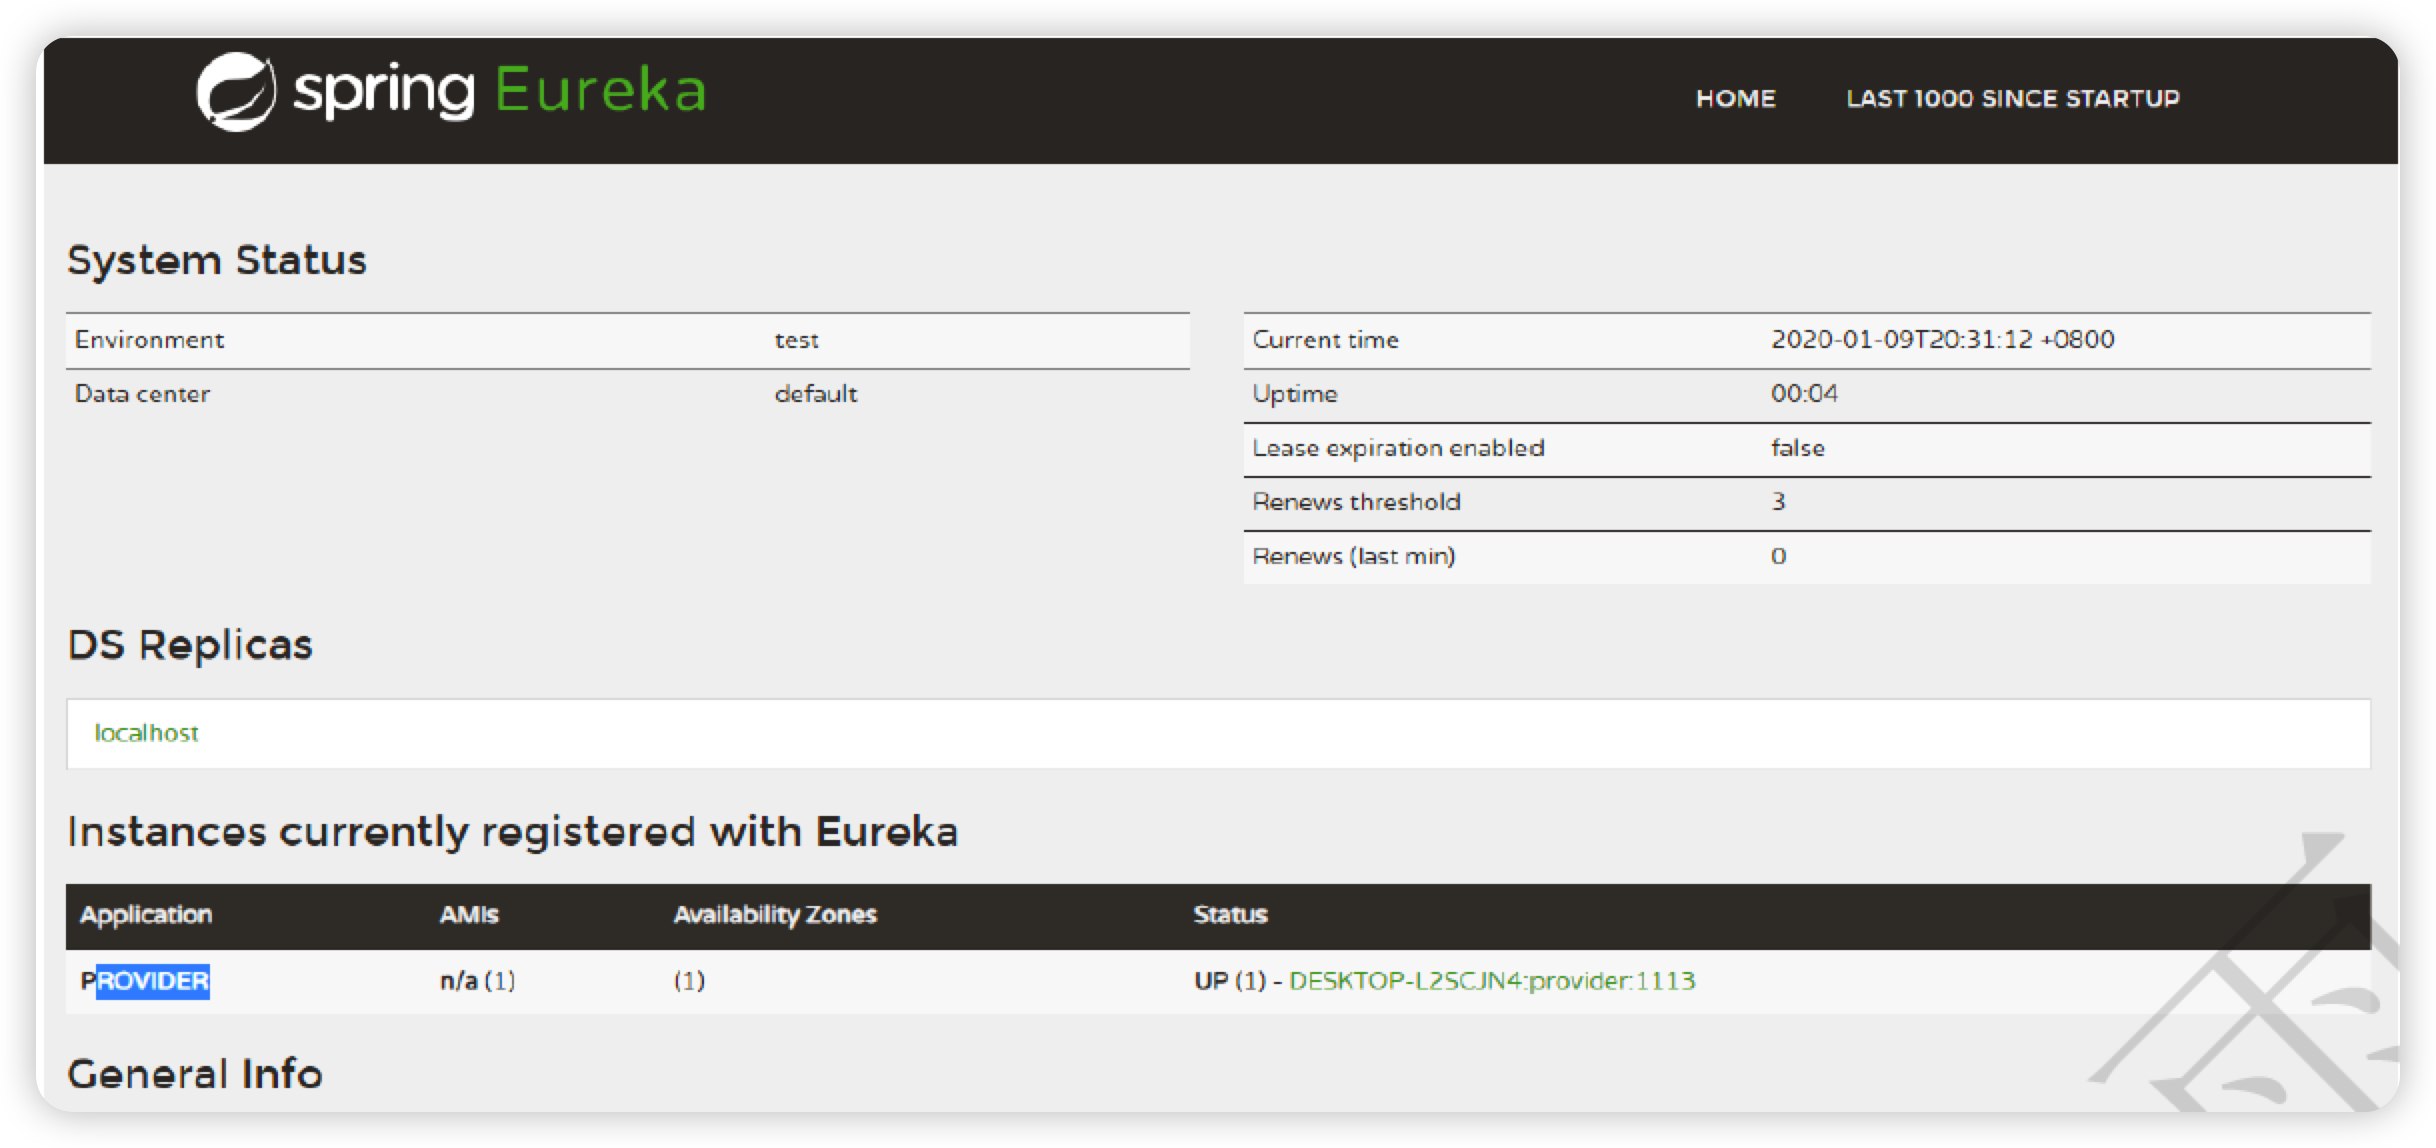 spring Eureka
HOME LAST 1000 SINCE STARTUP
System Status
Environment test
Data center default
Current time 2020-01-09T20:31:12 +0800
Uptime 00:04
Lease expiration enabled false
Renews threshold 3
Renews (last min) 0
DS Replicas
localhost
Instances currently registered with Eureka
Application AMIs Availability Zones Status
PROVIDER n/a (1) (1) UP (1) - DESKTOP-L2SCJN4:provider:1113
General Info